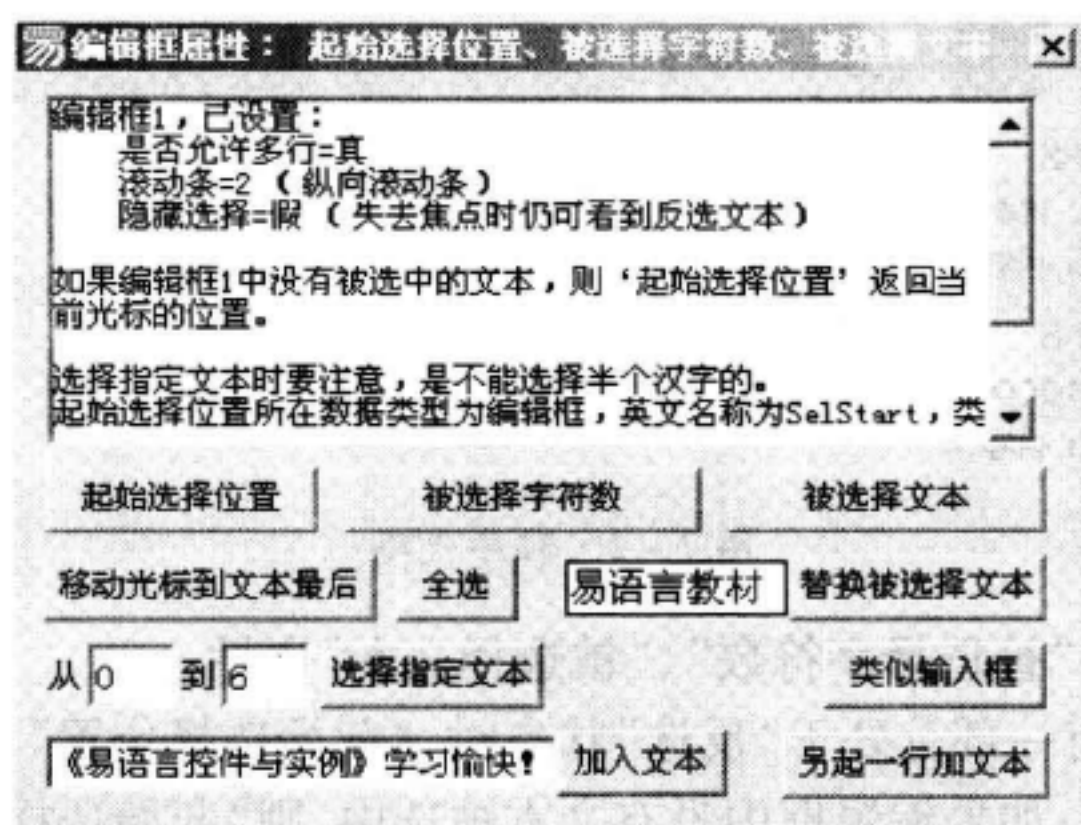 易 编辑框属性： 起始选择位置、被选择字符数、被选择文本
编辑框1，已设置：
是否允许多行=真
滚动条=2 （纵向滚动条）
隐藏选择=假 （失去焦点时仍可看到反选文本）
如果编辑框1中没有被选中的文本，则‘起始选择位置’返回当
前光标的位置。
选择指定文本时要注意，是不能选择半个汉字的。
起始选择位置所在数据类型为编辑框，英文名称为SelStart，类
起始选择位置 被选择字符数 被选择文本
移动光标到文本最后 全选 易语言教材 替换被选择文本
从 0 到 6 选择指定文本 类似输入框
《易语言控件与实例》学习愉快！ 加入文本 另起一行加文本